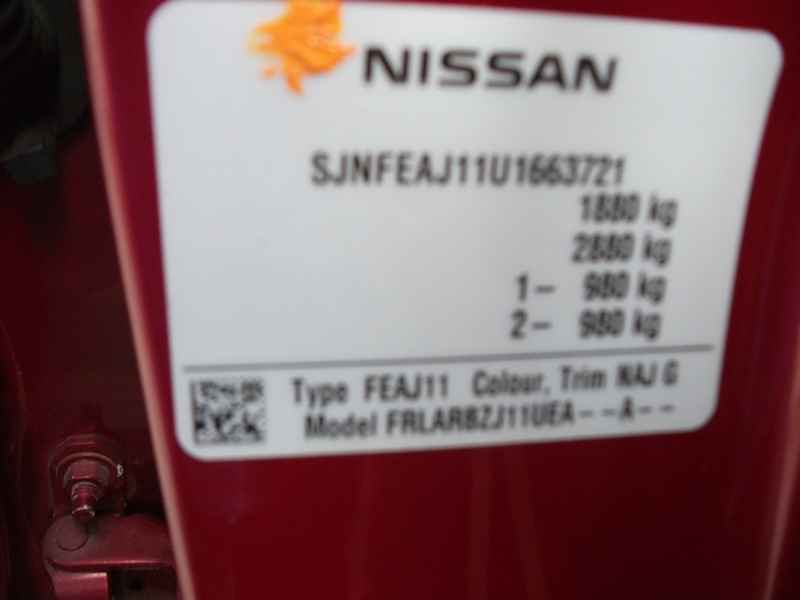 NISSAN
SJNFEAJ11U1663721
1880 kg
2880 kg
1- 980 kg
2- 980 kg
Type FEAJ11 Colour, Trim NAJ G
Model FRLARBZJ11UEA--A--